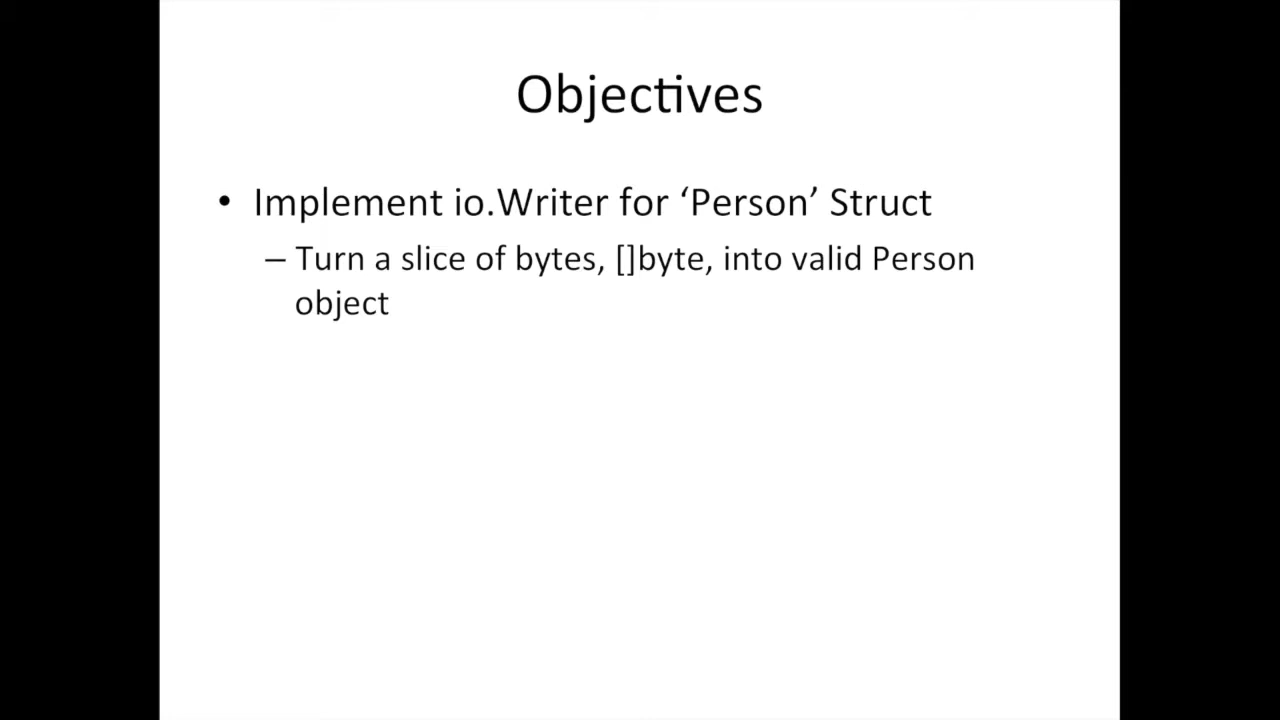 Objectives
• Implement io.Writer for ‘Person’ Struct
– Turn a slice of bytes, []byte, into valid Person
object